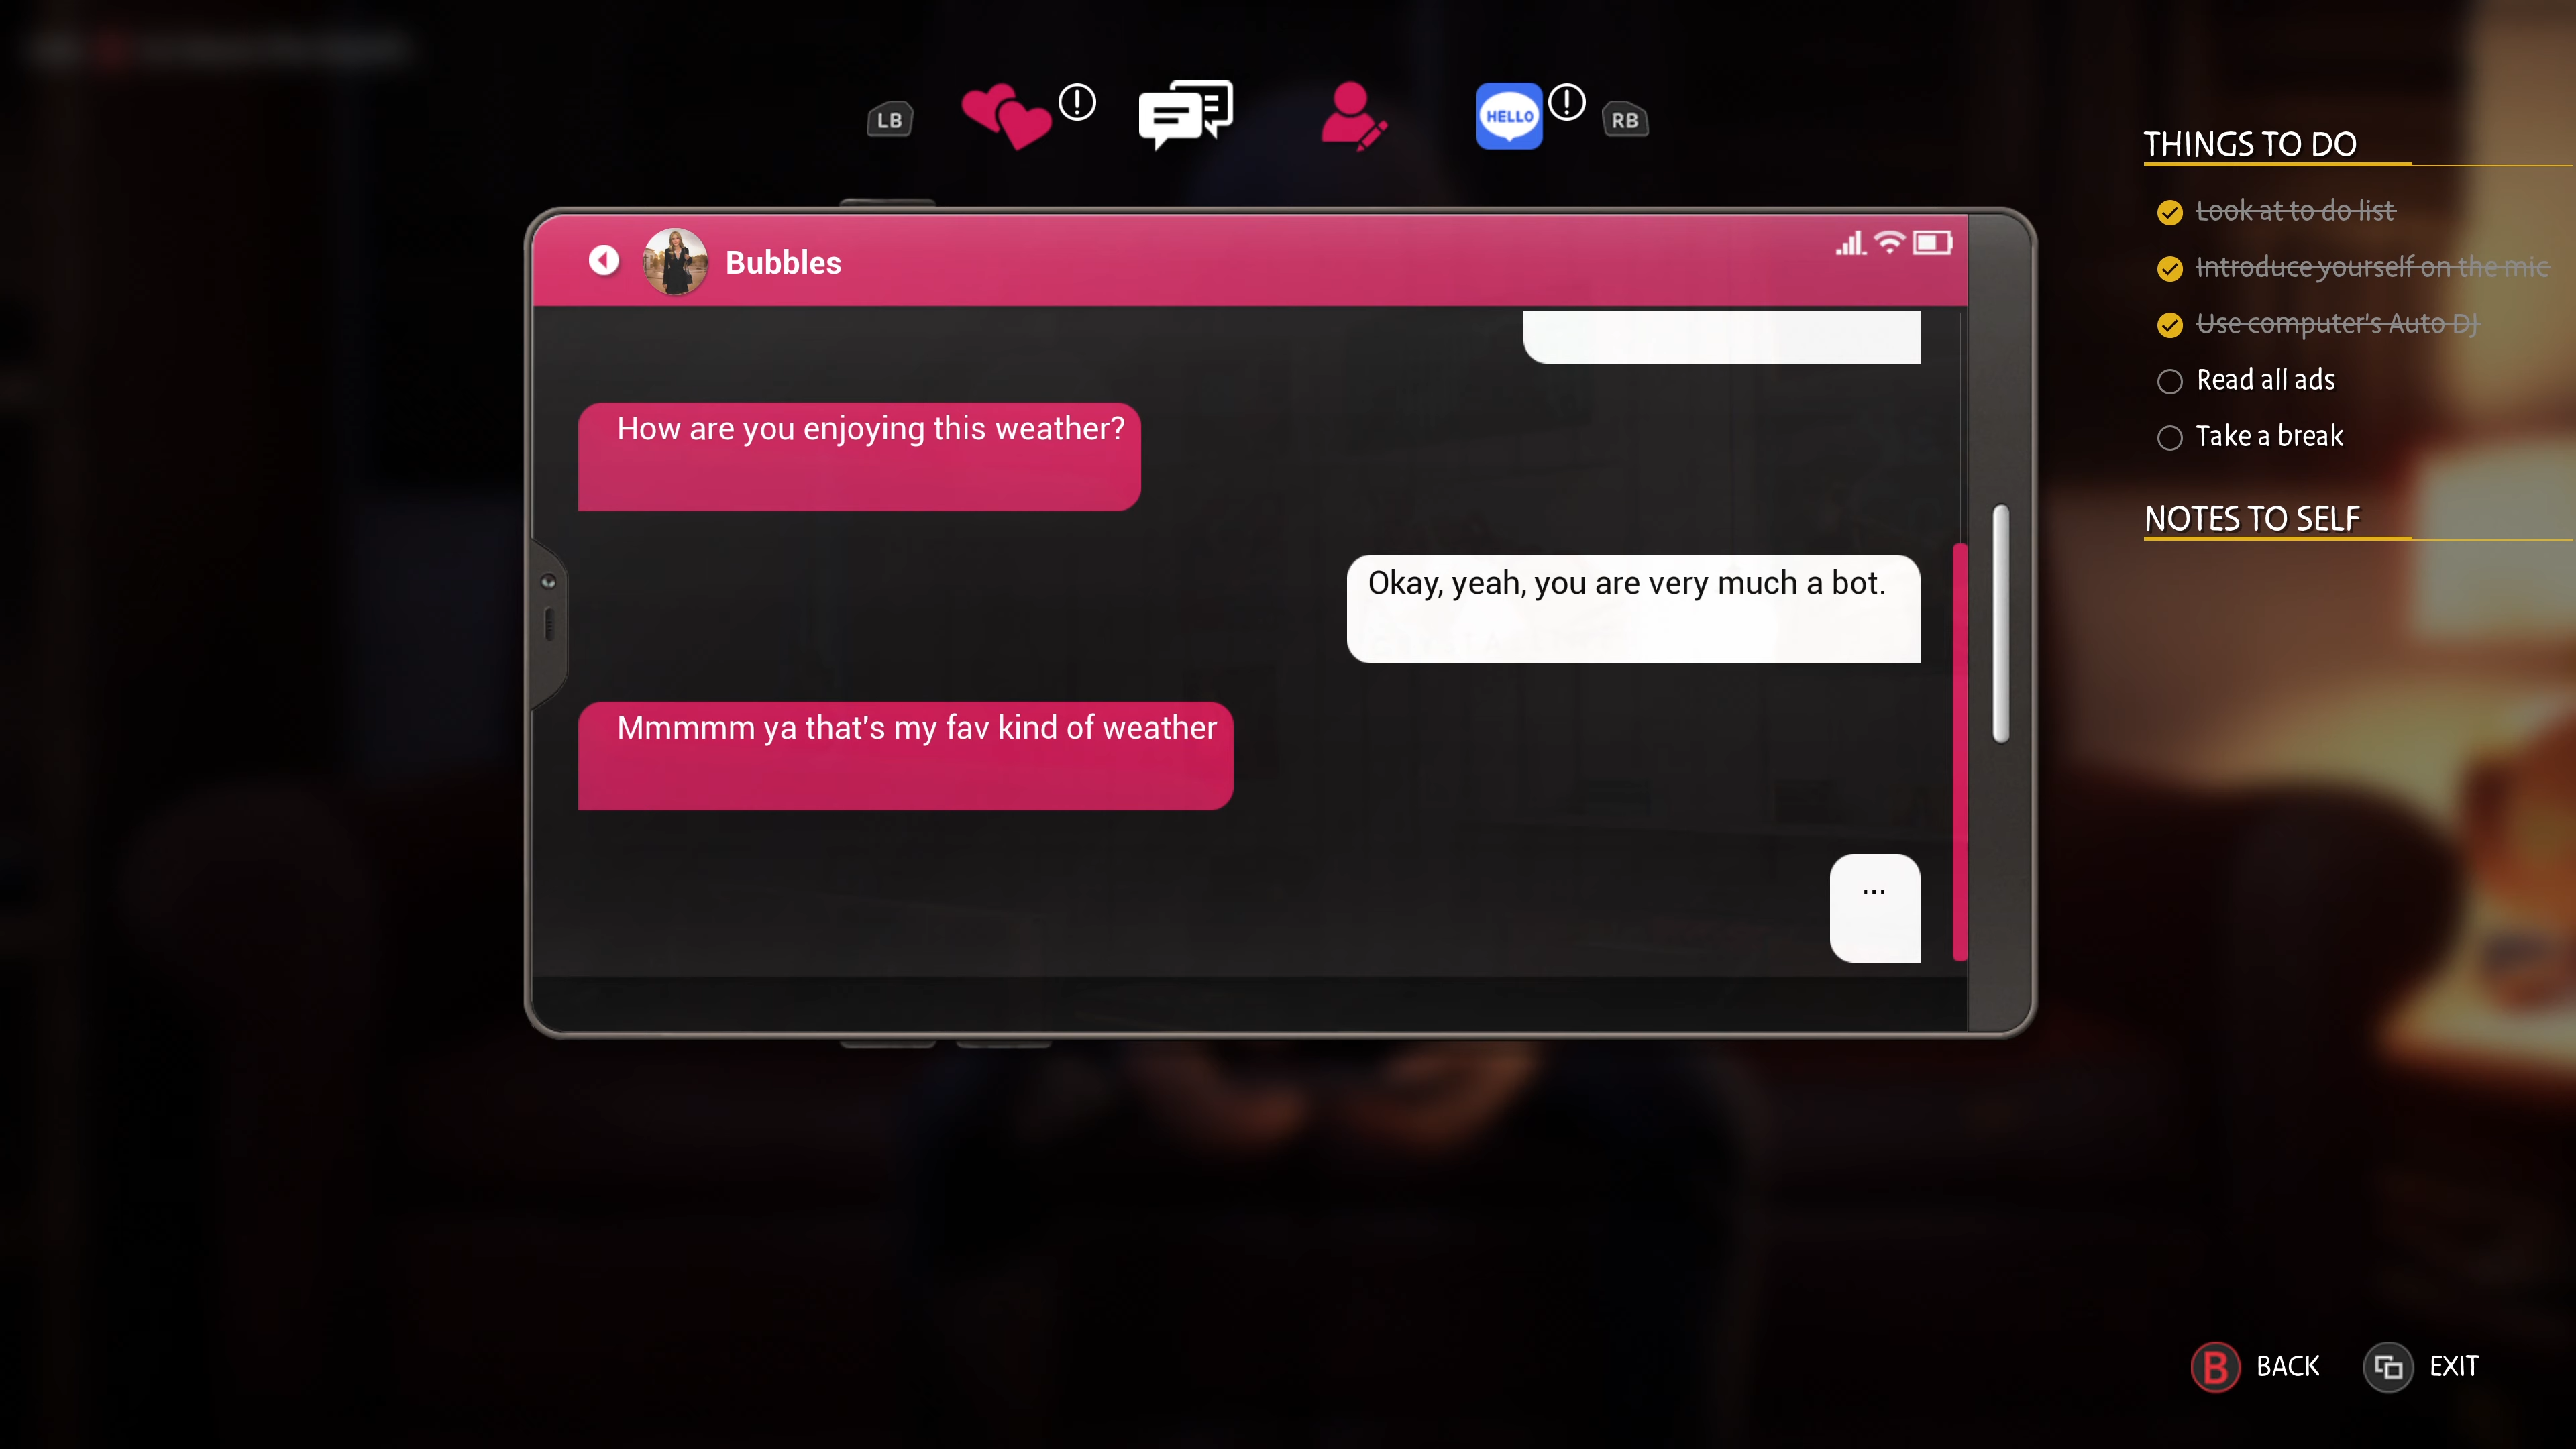 LB
HELLO
RB
THINGS TO DO
Look at to do list
Introduce yourself on the mic
Use computer's Auto DJ
Read all ads
Take a break
NOTES TO SELF
Bubbles
How are you enjoying this weather?
Okay, yeah, you are very much a bot.
Mmmmm ya that's my fav kind of weather
...
B BACK
EXIT